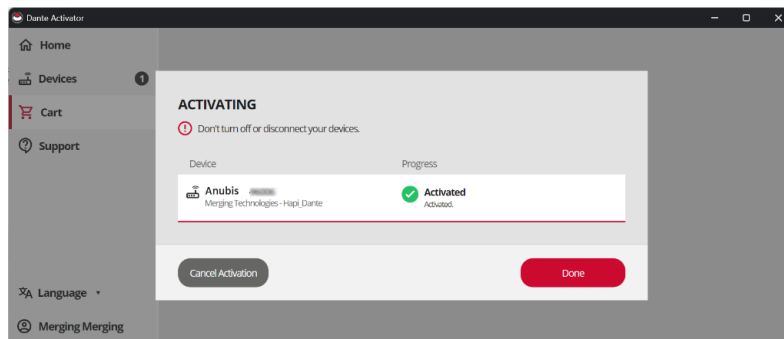 Dante Activator
Home
Devices 1
Cart
Support
Language
Merging Merging
ACTIVATING
Don't turn off or disconnect your devices.
Device Progress
Anubis
Merging Technologies - Hapi_Dante
Activated
Activated.
Cancel Activation Done